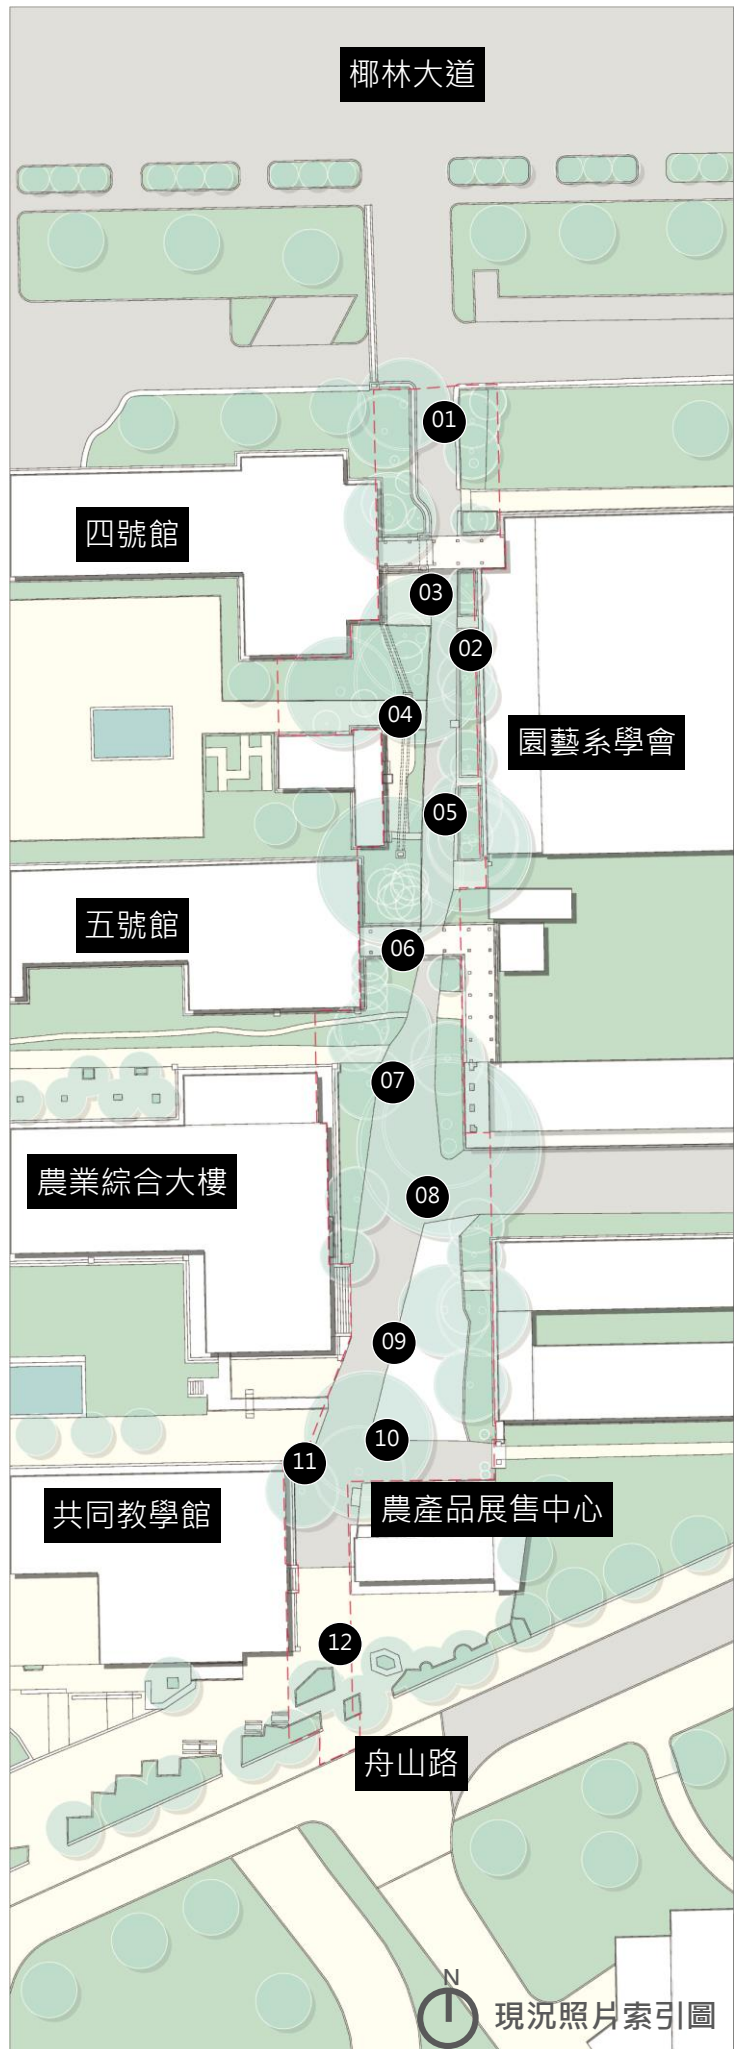 椰林大道
01
四號館
03
02
04
園藝系學會
05
五號館
06
07
農業綜合大樓
08
09
10
11
共同教學館
農產品展售中心
12
舟山路
N
現況照片索引圖